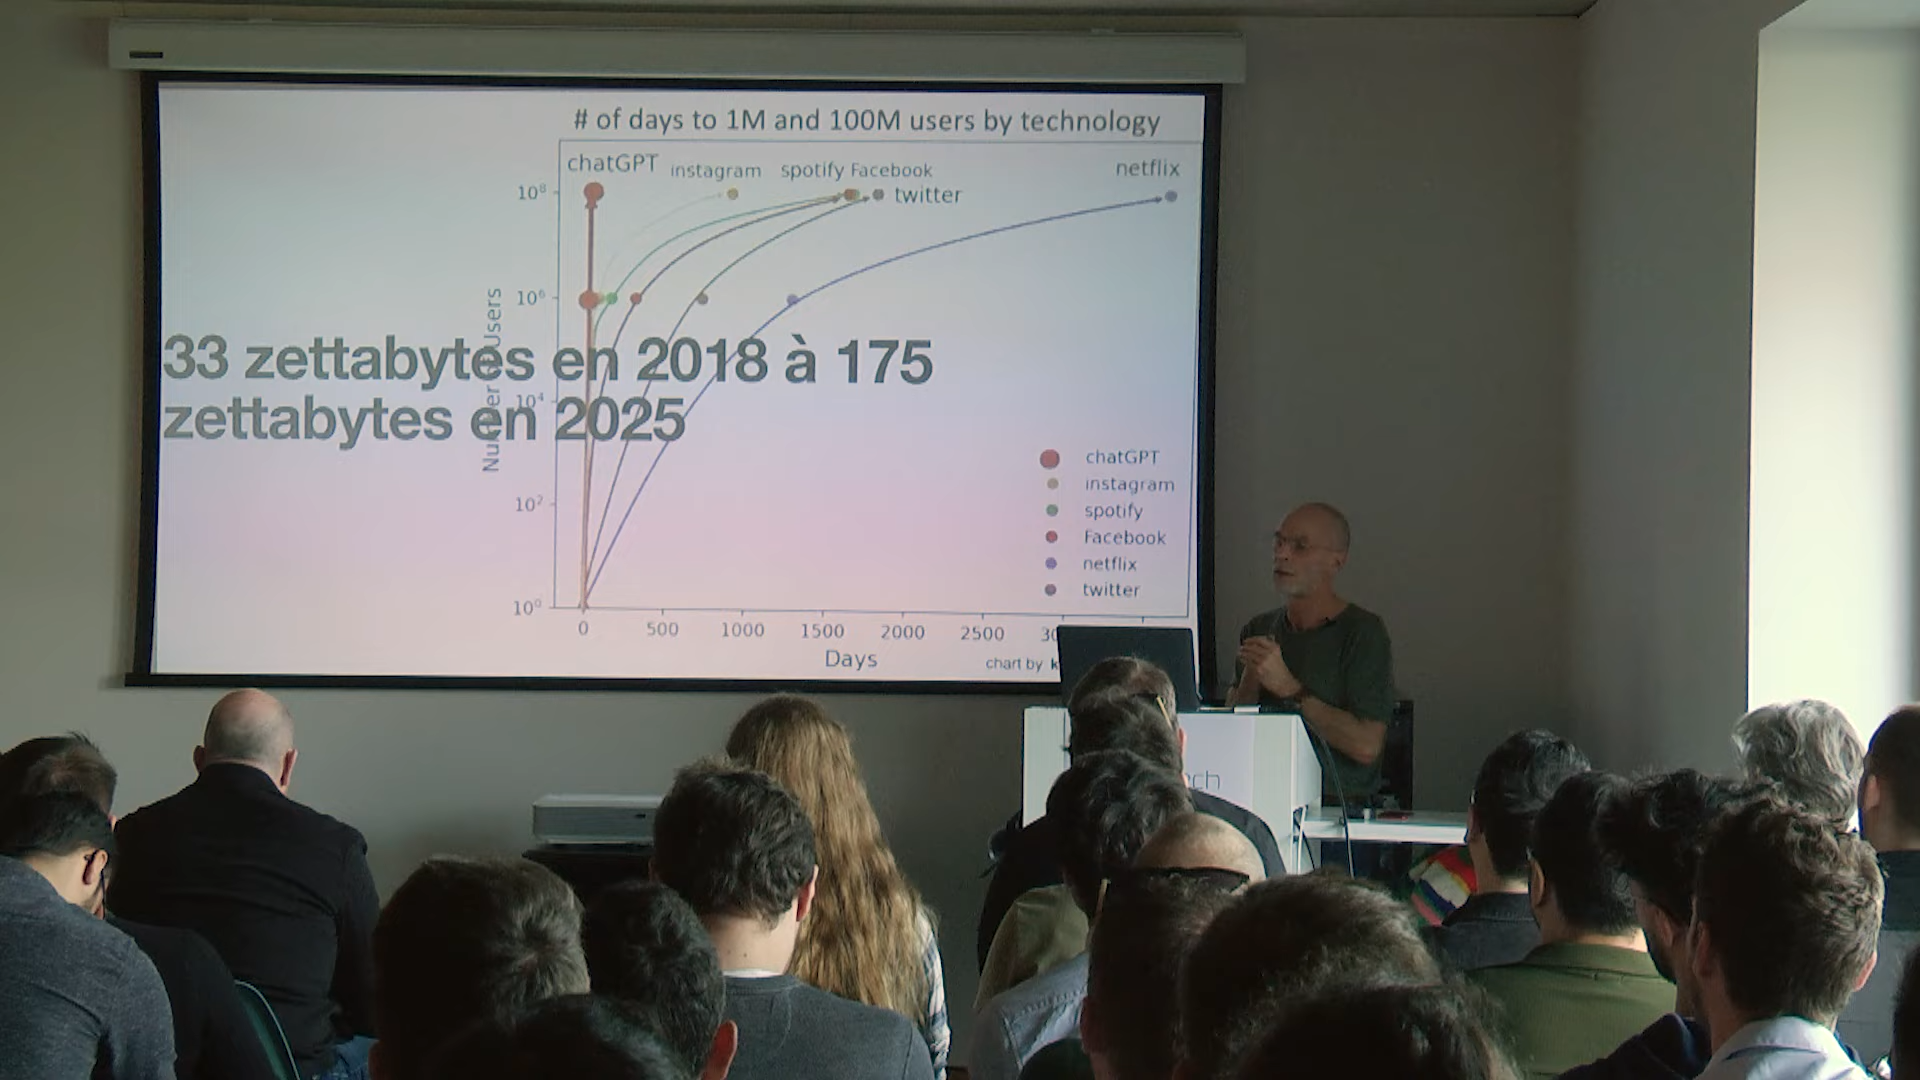 # of days to 1M and 100M users by technology
chatGPT instagram spotify Facebook netflix
twitter
10⁸
10⁶
33 zettabytes en 2018 à 175
zettabytes en 2025
10⁴
10²
10⁰
Users
chatGPT
instagram
spotify
Facebook
netflix
twitter
0 500 1000 1500 2000 2500
Days
chart by